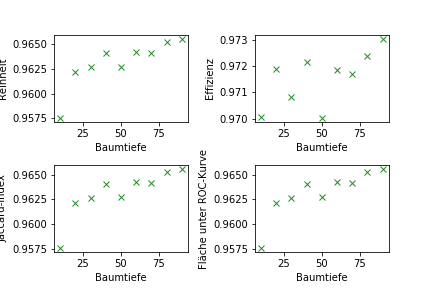 0.9650
0.9625
0.9600
0.9575
Reinheit
25 50 75
Baumtiefe
0.973
0.972
0.971
0.970
Effizienz
25 50 75
Baumtiefe
0.9650
0.9625
0.9600
0.9575
Jaccard-Index
25 50 75
Baumtiefe
0.9650
0.9625
0.9600
0.9575
Fläche unter ROC-Kurve
25 50 75
Baumtiefe